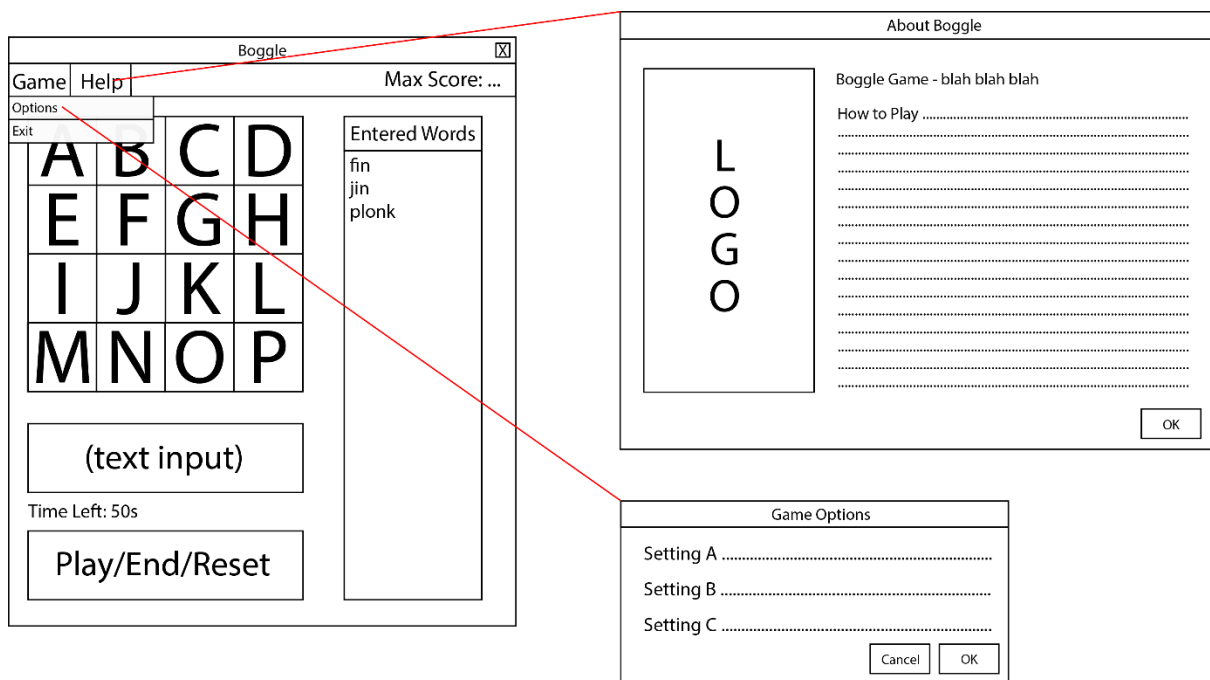 Boggle X
Game Help Max Score: ...
Options
Exit
A B C D
E F G H
I J K L
M N O P
Entered Words
fin
jin
plonk
(text input)
Time Left: 50s
Play/End/Reset
About Boggle
L
O
G
O
Boggle Game - blah blah blah
How to Play ..........................................................................
OK
Game Options
Setting A ..........................................................................
Setting B ..........................................................................
Setting C ..........................................................................
Cancel OK